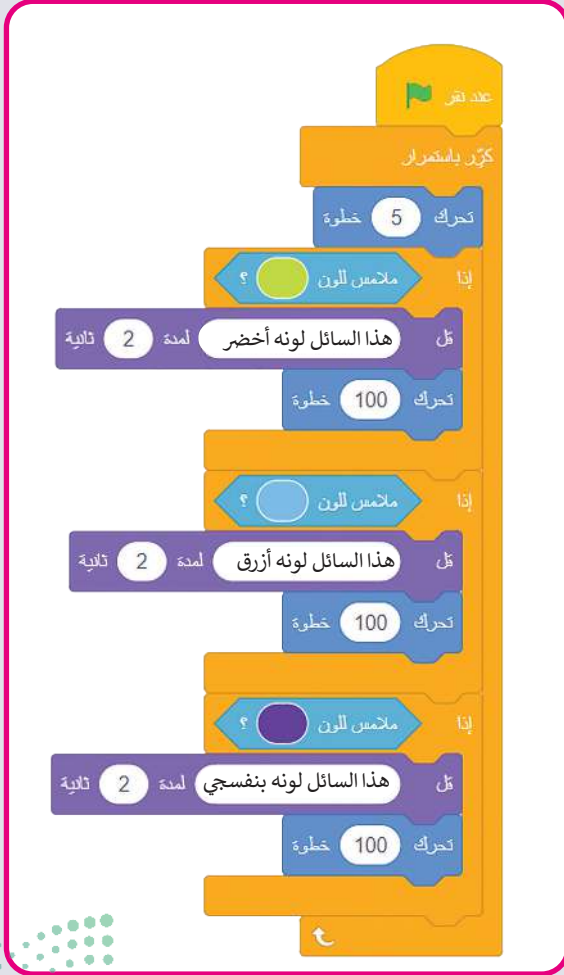 عند نقر
كرّر باستمرار
تحرك 5 خطوة
إذا ملامس للون ؟
قل هذا السائل لونه أخضر لمدة 2 ثانية
تحرك 100 خطوة
إذا ملامس للون ؟
قل هذا السائل لونه أزرق لمدة 2 ثانية
تحرك 100 خطوة
إذا ملامس للون ؟
قل هذا السائل لونه بنفسجي لمدة 2 ثانية
تحرك 100 خطوة